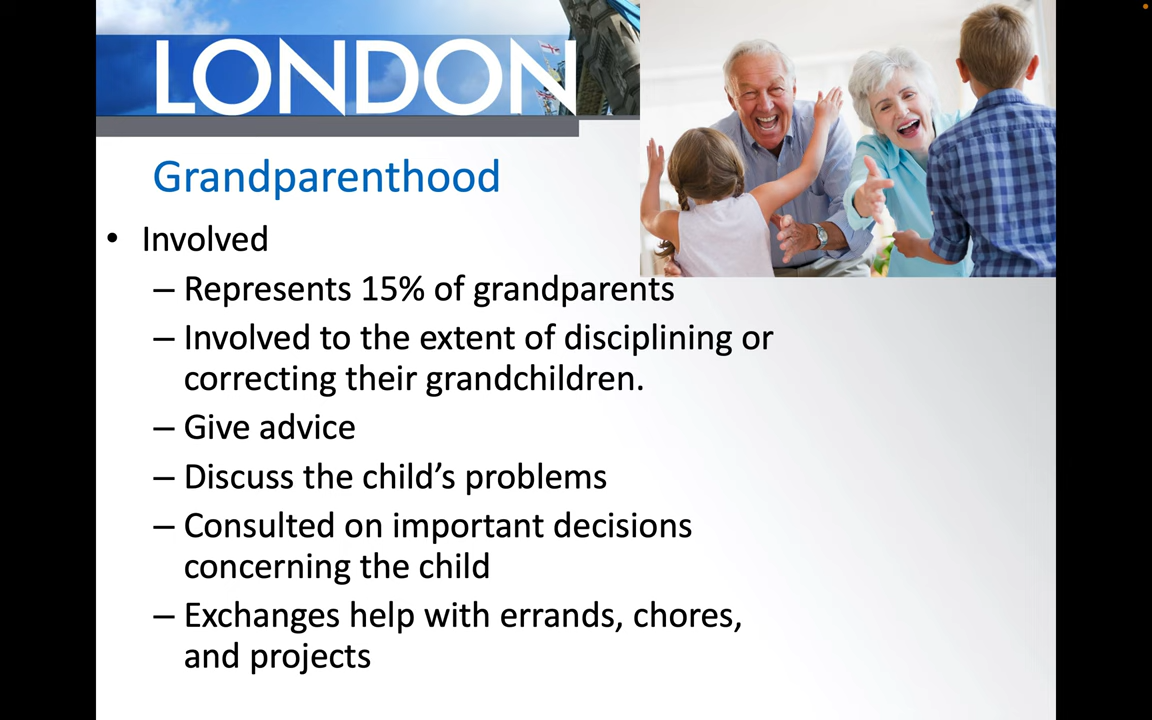 LONDON
Grandparenthood
• Involved
– Represents 15% of grandparents
– Involved to the extent of disciplining or
correcting their grandchildren.
– Give advice
– Discuss the child’s problems
– Consulted on important decisions
concerning the child
– Exchanges help with errands, chores,
and projects